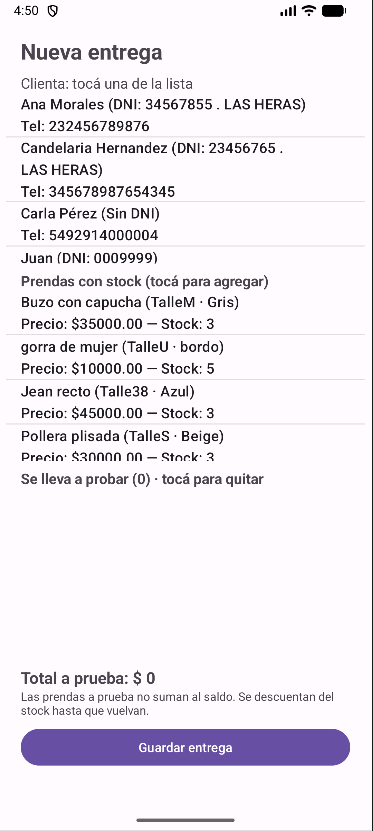 4:50
Nueva entrega
Clienta: tocá una de la lista
Ana Morales (DNI: 34567855 . LAS HERAS)
Tel: 232456789876
Candelaria Hernandez (DNI: 23456765 .
LAS HERAS)
Tel: 345678987654345
Carla Pérez (Sin DNI)
Tel: 5492914000004
Juan (DNI: 0009999)
Prendas con stock (tocá para agregar)
Buzo con capucha (TalleM · Gris)
Precio: $35000.00 — Stock: 3
gorra de mujer (TalleU · bordo)
Precio: $10000.00 — Stock: 5
Jean recto (Talle38 · Azul)
Precio: $45000.00 — Stock: 3
Pollera plisada (TalleS · Beige)
Precio: $30000.00 — Stock: 3
Se lleva a probar (0) · tocá para quitar
Total a prueba: $ 0
Las prendas a prueba no suman al saldo. Se descuentan del
stock hasta que vuelvan.
Guardar entrega